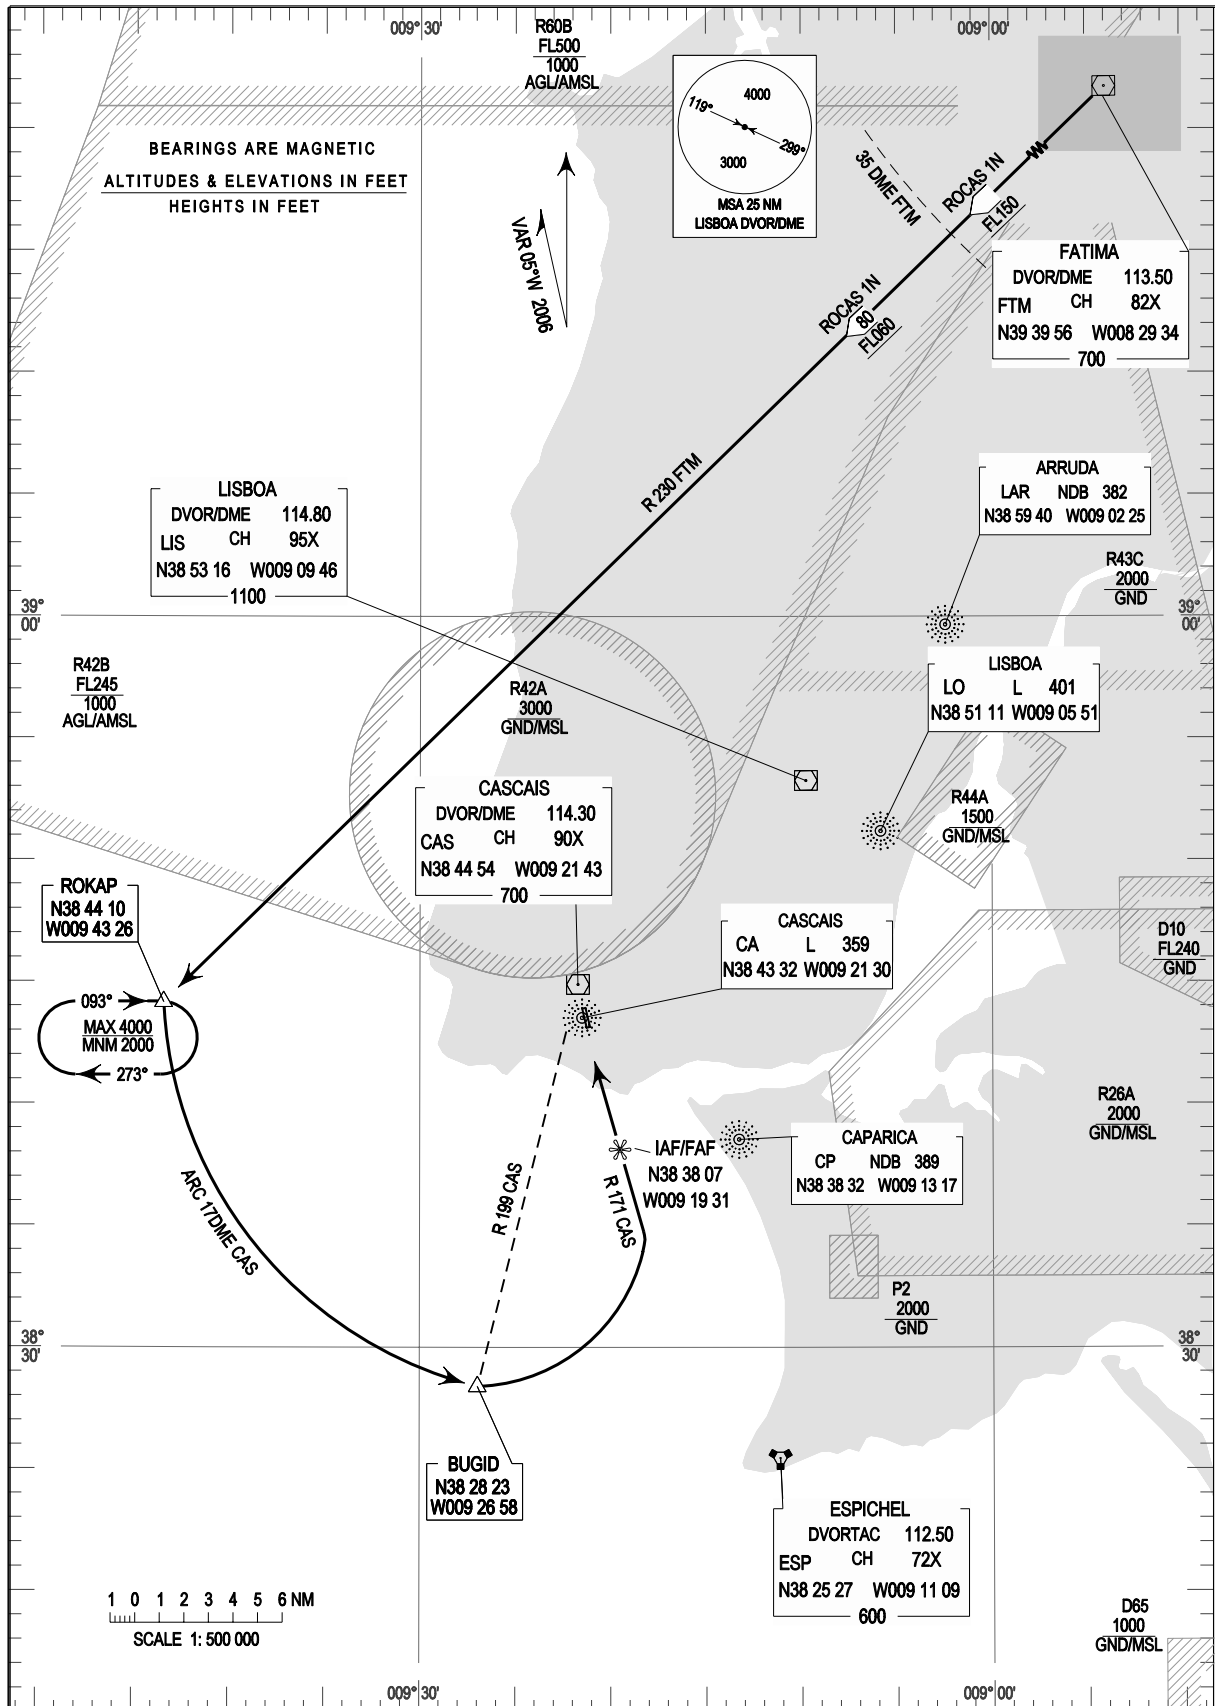 009° 30'
009° 00'
R60B
FL500
1000
AGL/AMSL
4000
119°
299°
3000
MSA 25 NM
LISBOA DVOR/DME
BEARINGS ARE MAGNETIC
ALTITUDES & ELEVATIONS IN FEET
HEIGHTS IN FEET
VAR 05°W 2006
35 DME FTM
ROCAS 1N
FL150
ROCAS 1N
80
FL060
FATIMA
DVOR/DME 113.50
FTM CH 82X
N39 39 56 W008 29 34
700
R 230 FTM
LISBOA
DVOR/DME 114.80
LIS CH 95X
N38 53 16 W009 09 46
1100
ARRUDA
LAR NDB 382
N38 59 40 W009 02 25
R43C
2000
GND
39°
00'
39°
00'
R42B
FL245
1000
AGL/AMSL
R42A
3000
GND/MSL
LISBOA
LO L 401
N38 51 11 W009 05 51
CASCAIS
DVOR/DME 114.30
CAS CH 90X
N38 44 54 W009 21 43
700
R44A
1500
GND/MSL
ROKAP
N38 44 10
W009 43 26
CASCAIS
CA L 359
N38 43 32 W009 21 30
D10
FL240
GND
093°
MAX 4000
MNM 2000
273°
R26A
2000
GND/MSL
IAF/FAF
N38 38 07
W009 19 31
CAPARICA
CP NDB 389
N38 38 32 W009 13 17
ARC 17DME CAS
R 199 CAS
R 171 CAS
P2
2000
GND
38°
30'
38°
30'
BUGID
N38 28 23
W009 26 58
ESPICHEL
DVORTAC 112.50
ESP CH 72X
N38 25 27 W009 11 09
600
1 0 1 2 3 4 5 6 NM
SCALE 1: 500 000
D65
1000
GND/MSL
009° 30'
009° 00'